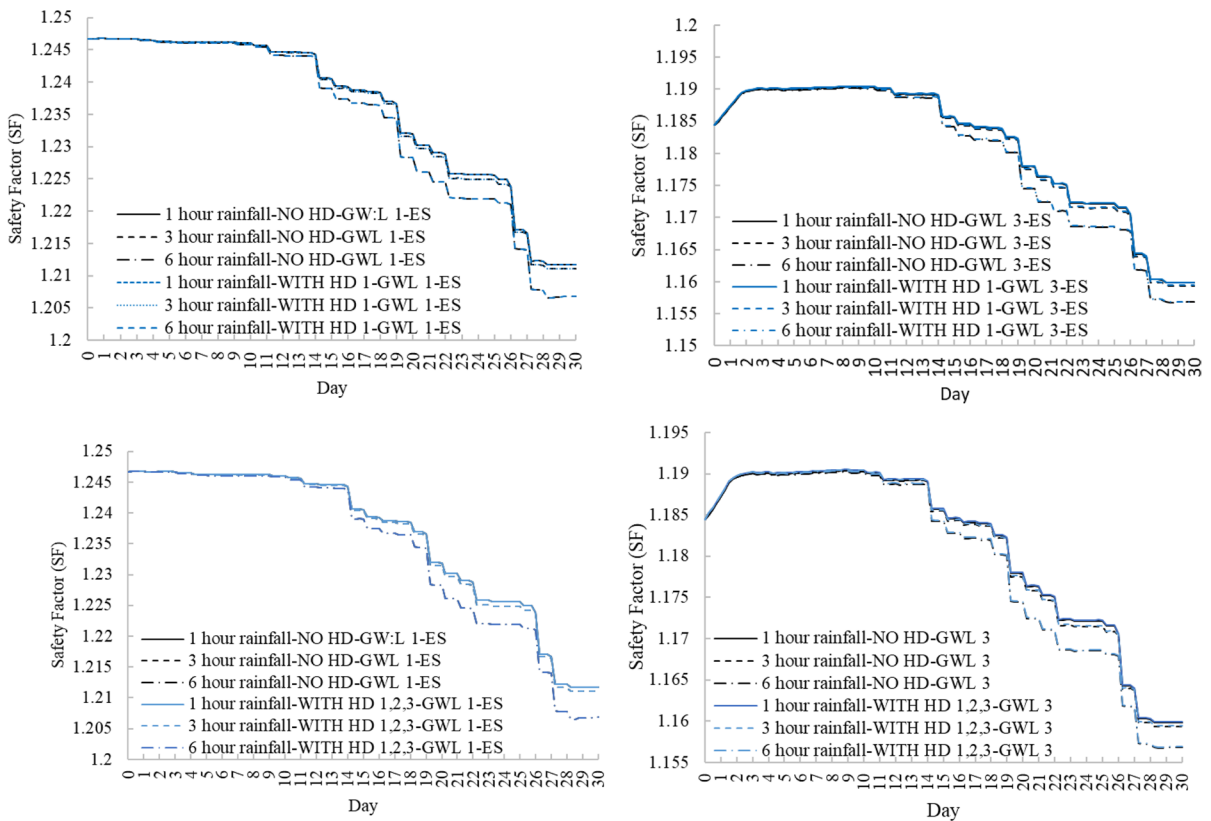 1.25
1.245
1.24
1.235
1.23
1.225
1.22
1.215
1.21
1.205
1.2
Safety Factor (SF)
1 hour rainfall-NO HD-GW:L 1-ES
3 hour rainfall-NO HD-GWL 1-ES
6 hour rainfall-NO HD-GWL 1-ES
1 hour rainfall-WITH HD 1-GWL 1-ES
3 hour rainfall-WITH HD 1-GWL 1-ES
6 hour rainfall-WITH HD 1-GWL 1-ES
0 1 2 3 4 5 6 7 8 9 10 11 12 13 14 15 16 17 18 19 20 21 22 23 24 25 26 27 28 29 30
Day
1.2
1.195
1.19
1.185
1.18
1.175
1.17
1.165
1.16
1.155
1.15
Safety Factor (SF)
1 hour rainfall-NO HD-GWL 3-ES
3 hour rainfall-NO HD-GWL 3-ES
6 hour rainfall-NO HD-GWL 3-ES
1 hour rainfall-WITH HD 1-GWL 3-ES
3 hour rainfall-WITH HD 1-GWL 3-ES
6 hour rainfall-WITH HD 1-GWL 3-ES
0 1 2 3 4 5 6 7 8 9 10 11 12 13 14 15 16 17 18 19 20 21 22 23 24 25 26 27 28 29 30
Day
1.25
1.245
1.24
1.235
1.23
1.225
1.22
1.215
1.21
1.205
1.2
Safety Factor (SF)
1 hour rainfall-NO HD-GW:L 1-ES
3 hour rainfall-NO HD-GWL 1-ES
6 hour rainfall-NO HD-GWL 1-ES
1 hour rainfall-WITH HD 1,2,3-GWL 1-ES
3 hour rainfall-WITH HD 1,2,3-GWL 1-ES
6 hour rainfall-WITH HD 1,2,3-GWL 1-ES
0 1 2 3 4 5 6 7 8 9 10 11 12 13 14 15 16 17 18 19 20 21 22 23 24 25 26 27 28 29 30
Day
1.195
1.19
1.185
1.18
1.175
1.17
1.165
1.16
1.155
Safety Factor (SF)
1 hour rainfall-NO HD-GWL 3
3 hour rainfall-NO HD-GWL 3
6 hour rainfall-NO HD-GWL 3
1 hour rainfall-WITH HD 1,2,3-GWL 3
3 hour rainfall-WITH HD 1,2,3-GWL 3
6 hour rainfall-WITH HD 1,2,3-GWL 3
0 1 2 3 4 5 6 7 8 9 10 11 12 13 14 15 16 17 18 19 20 21 22 23 24 25 26 27 28 29 30
Day